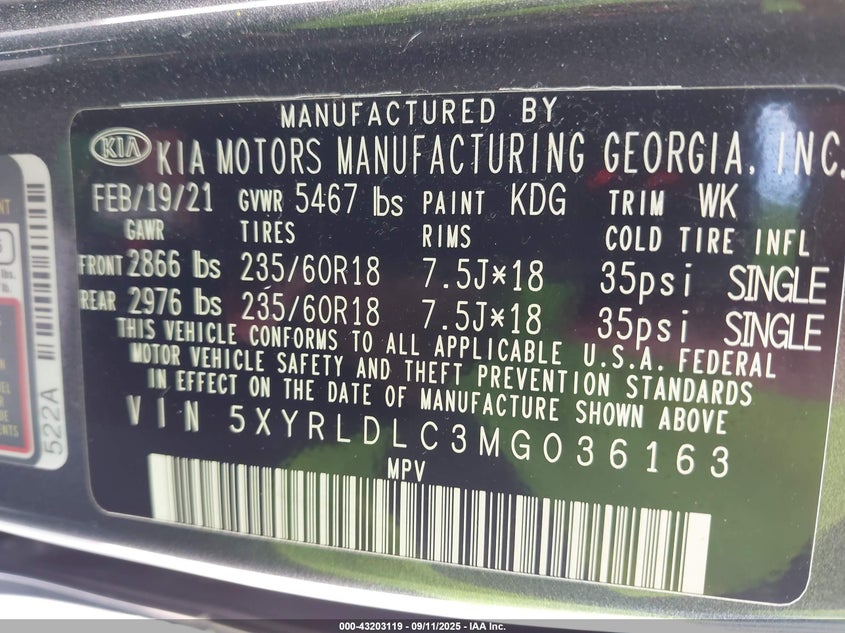 MANUFACTURED BY
KIA KIA MOTORS MANUFACTURING GEORGIA, INC.
FEB/19/21 GVWR 5467 lbs PAINT KDG TRIM WK
GAWR TIRES RIMS COLD TIRE INFL
FRONT 2866 lbs 235/60R18 7.5J*18 35psi SINGLE
REAR 2976 lbs 235/60R18 7.5J*18 35psi SINGLE
THIS VEHICLE CONFORMS TO ALL APPLICABLE U.S.A. FEDERAL
MOTOR VEHICLE SAFETY AND THEFT PREVENTION STANDARDS
IN EFFECT ON THE DATE OF MANUFACTURE SHOWN ABOVE
VIN 5XYRLDLC3MG036163
MPV
522A
lbs.
lb.
000-43203119 - 09/11/2025 - IAA Inc.